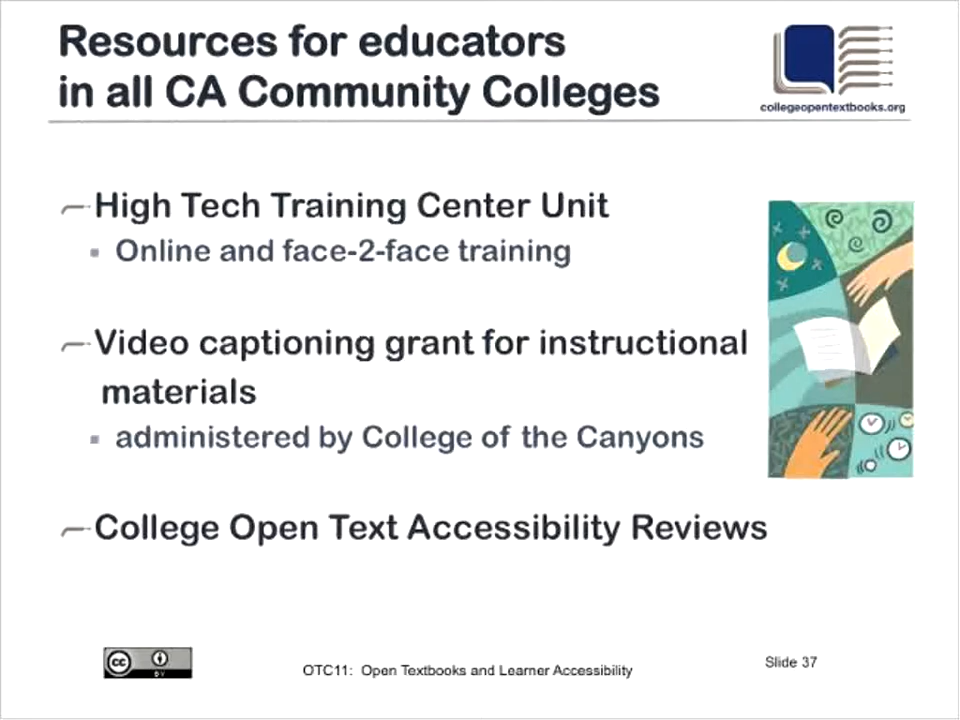 Resources for educators
in all CA Community Colleges
collegeopentextbooks.org
High Tech Training Center Unit
Online and face-2-face training
Video captioning grant for instructional
materials
administered by College of the Canyons
College Open Text Accessibility Reviews
cc
BY
OTC11: Open Textbooks and Learner Accessibility
Slide 37